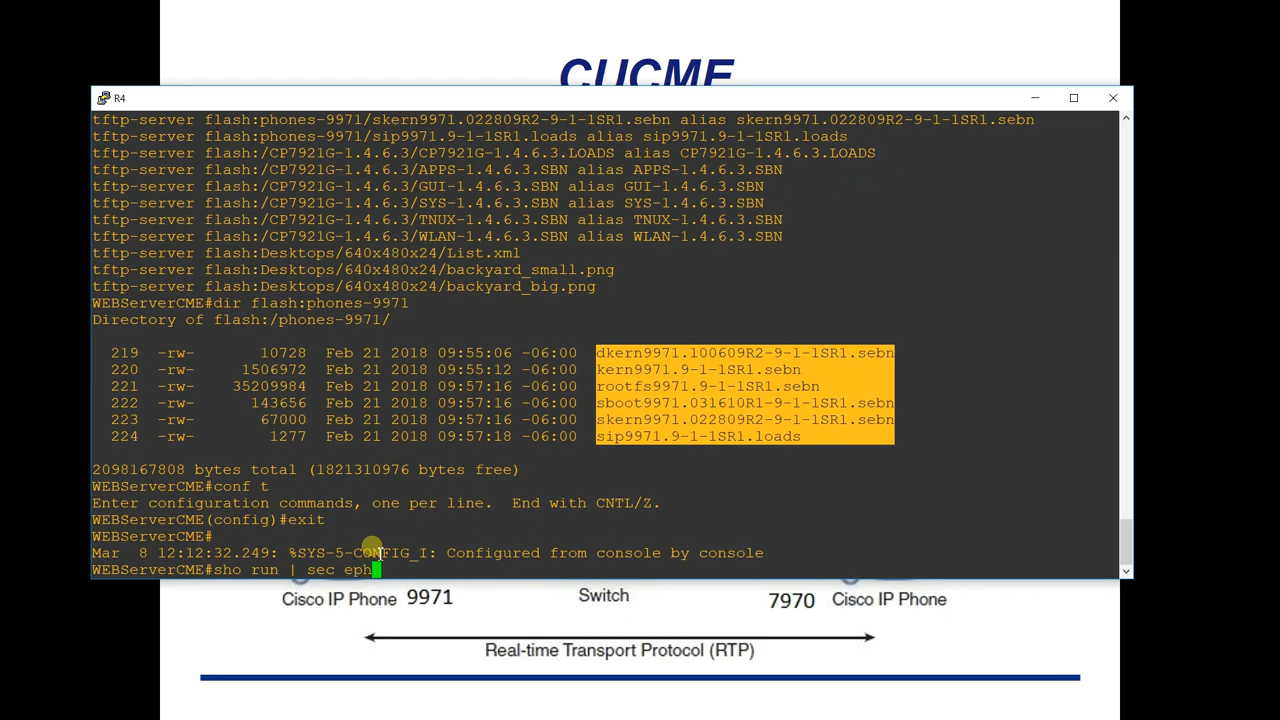 CUCME
R4
tftp-server flash:phones-9971/skern9971.022809R2-9-1-1SR1.sebn alias skern9971.022809R2-9-1-1SR1.sebn
tftp-server flash:phones-9971/sip9971.9-1-1SR1.loads alias sip9971.9-1-1SR1.loads
tftp-server flash:/CP7921G-1.4.6.3/CP7921G-1.4.6.3.LOADS alias CP7921G-1.4.6.3.LOADS
tftp-server flash:/CP7921G-1.4.6.3/APPS-1.4.6.3.SBN alias APPS-1.4.6.3.SBN
tftp-server flash:/CP7921G-1.4.6.3/GUI-1.4.6.3.SBN alias GUI-1.4.6.3.SBN
tftp-server flash:/CP7921G-1.4.6.3/SYS-1.4.6.3.SBN alias SYS-1.4.6.3.SBN
tftp-server flash:/CP7921G-1.4.6.3/TNUX-1.4.6.3.SBN alias TNUX-1.4.6.3.SBN
tftp-server flash:/CP7921G-1.4.6.3/WLAN-1.4.6.3.SBN alias WLAN-1.4.6.3.SBN
tftp-server flash:Desktops/640x480x24/List.xml
tftp-server flash:Desktops/640x480x24/backyard_small.png
tftp-server flash:Desktops/640x480x24/backyard_big.png
WEBServerCME#dir flash:phones-9971
Directory of flash:/phones-9971/
219 -rw- 10728 Feb 21 2018 09:55:06 -06:00 dkern9971.100609R2-9-1-1SR1.sebn
220 -rw- 1506972 Feb 21 2018 09:55:12 -06:00 kern9971.9-1-1SR1.sebn
221 -rw- 35209984 Feb 21 2018 09:57:16 -06:00 rootfs9971.9-1-1SR1.sebn
222 -rw- 143656 Feb 21 2018 09:57:16 -06:00 sboot9971.031610R1-9-1-1SR1.sebn
223 -rw- 67000 Feb 21 2018 09:57:16 -06:00 skern9971.022809R2-9-1-1SR1.sebn
224 -rw- 1277 Feb 21 2018 09:57:18 -06:00 sip9971.9-1-1SR1.loads
2098167808 bytes total (1821310976 bytes free)
WEBServerCME#conf t
Enter configuration commands, one per line. End with CNTL/Z.
WEBServerCME(config)#exit
WEBServerCME#
Mar 8 12:12:32.249: %SYS-5-CONFIG_I: Configured from console by console
WEBServerCME#sho run | sec eph
Cisco IP Phone 9971 Switch 7970 Cisco IP Phone
Real-time Transport Protocol (RTP)